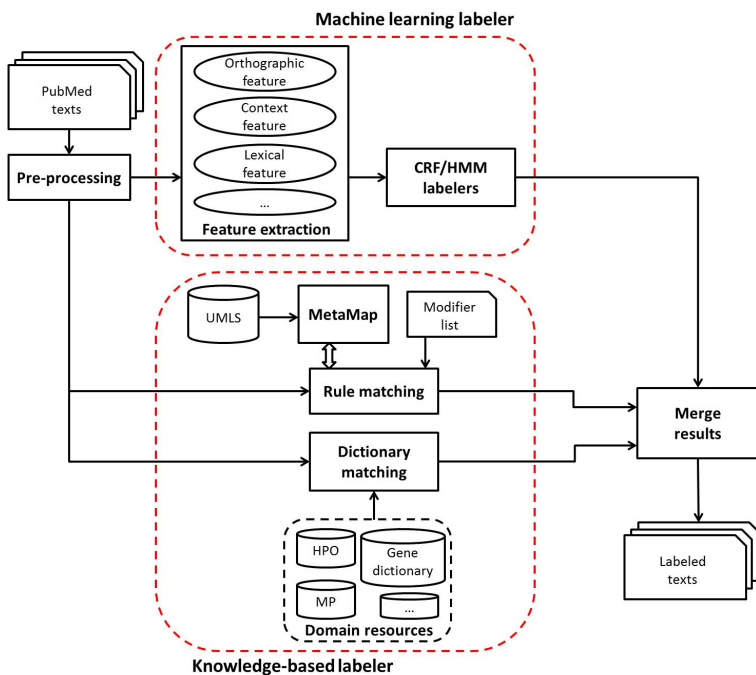 Machine learning labeler
PubMed
texts
Pre-processing
Orthographic
feature
Context
feature
Lexical
feature
...
Feature extraction
CRF/HMM
labelers
UMLS
MetaMap
Modifier
list
Rule matching
Dictionary
matching
Merge
results
HPO
Gene
dictionary
MP
...
Domain resources
Labeled
texts
Knowledge-based labeler